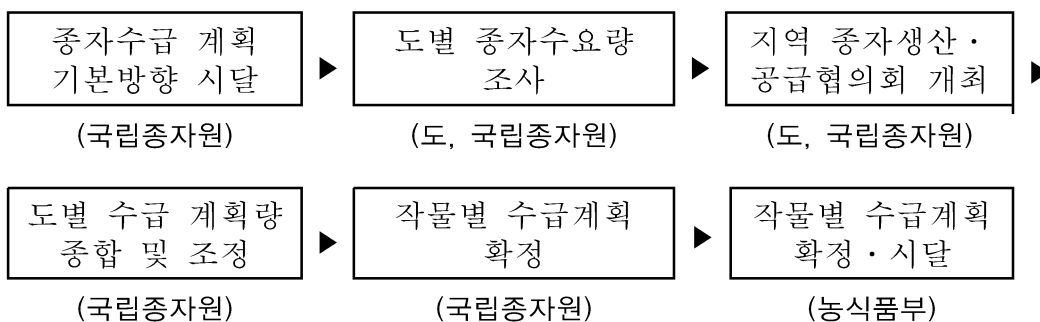 종자수급 계획
기본방향 시달
▶
도별 종자수요량
조사
▶
지역 종자생산·
공급협의회 개최
▶
(국립종자원)
(도, 국립종자원)
(도, 국립종자원)
도별 수급 계획량
종합 및 조정
▶
작물별 수급계획
확정
▶
작물별 수급계획
확정·시달
(국립종자원)
(국립종자원)
(농식품부)